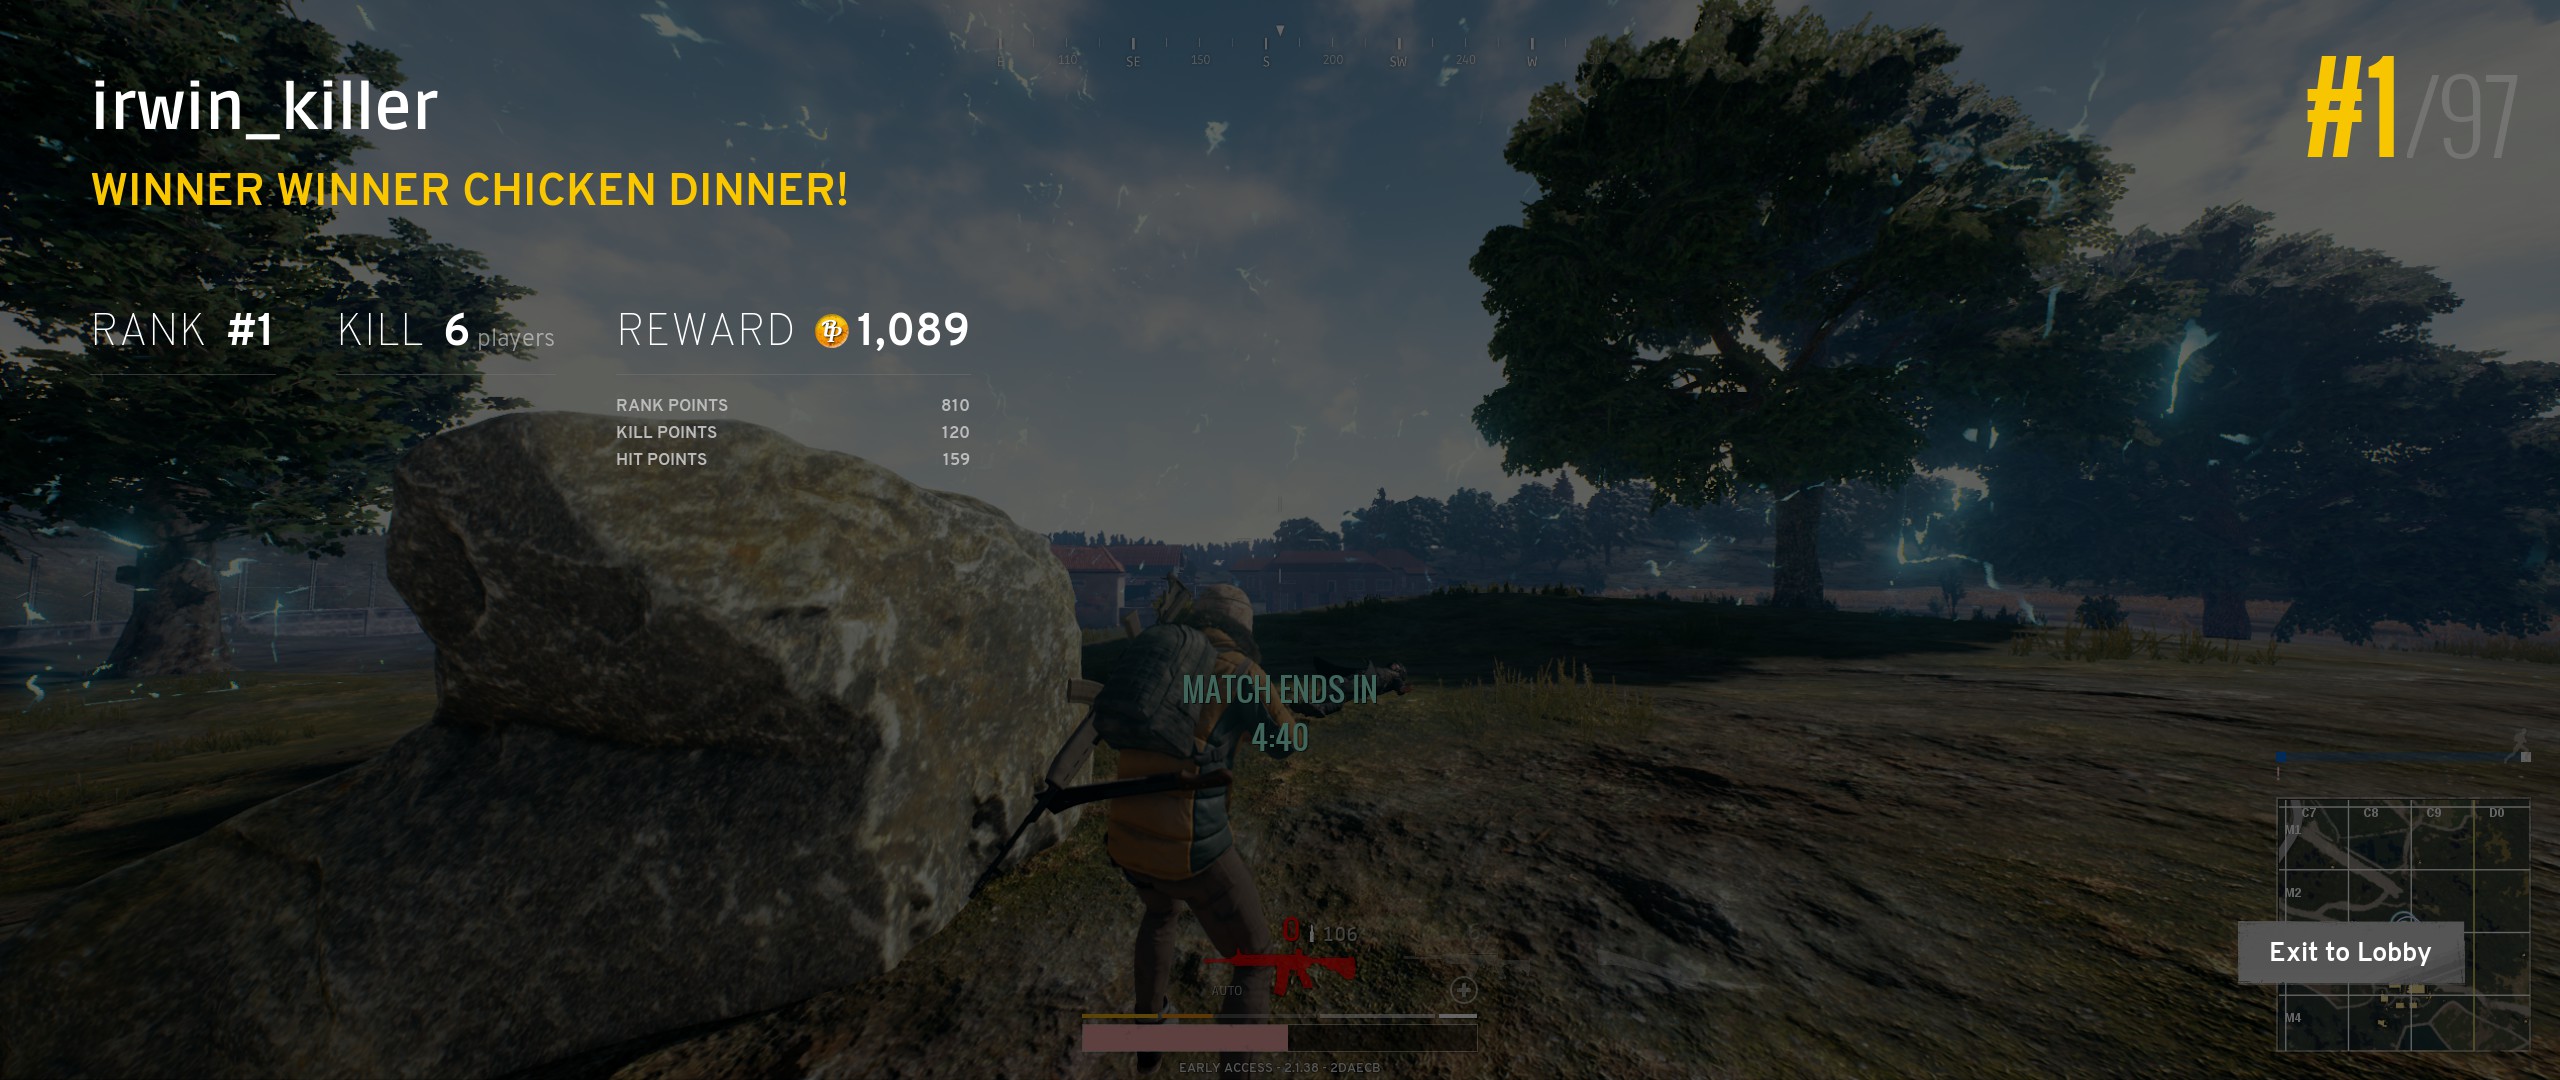 irwin_killer
WINNER WINNER CHICKEN DINNER!
#1/97
RANK #1
KILL 6 players
REWARD 1,089
RANK POINTS 810
KILL POINTS 120
HIT POINTS 159
110 SE 150 S 200 SW 240 W
MATCH ENDS IN
4:40
0 106
AUTO
EARLY ACCESS - 2.1.38 - 2DAECB
C7 C8 C9 D0
M1
M2
M4
Exit to Lobby